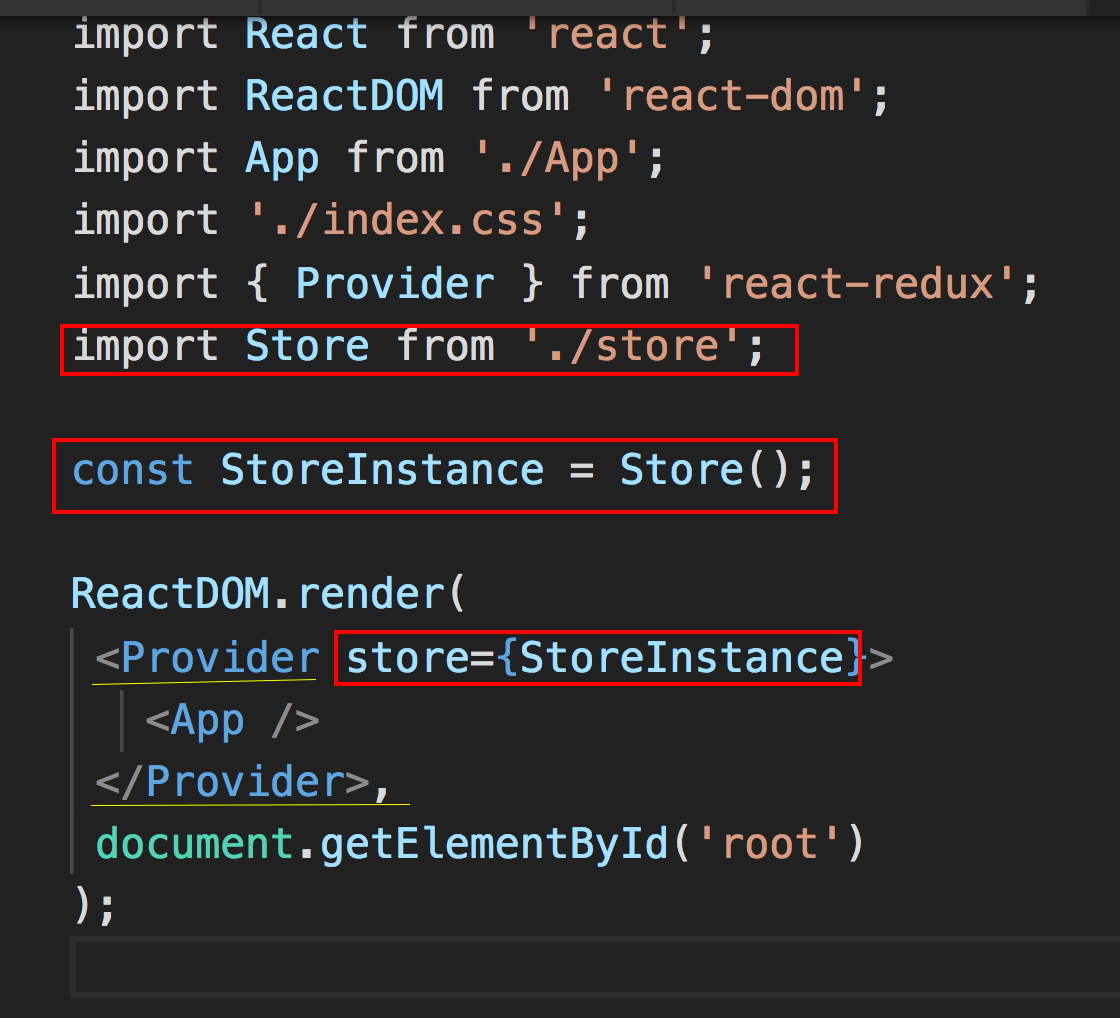 import React from 'react';
import ReactDOM from 'react-dom';
import App from './App';
import './index.css';
import { Provider } from 'react-redux';
import Store from './store';
const StoreInstance = Store();
ReactDOM.render(
<Provider store={StoreInstance}>
<App />
</Provider>,
document.getElementById('root')
);